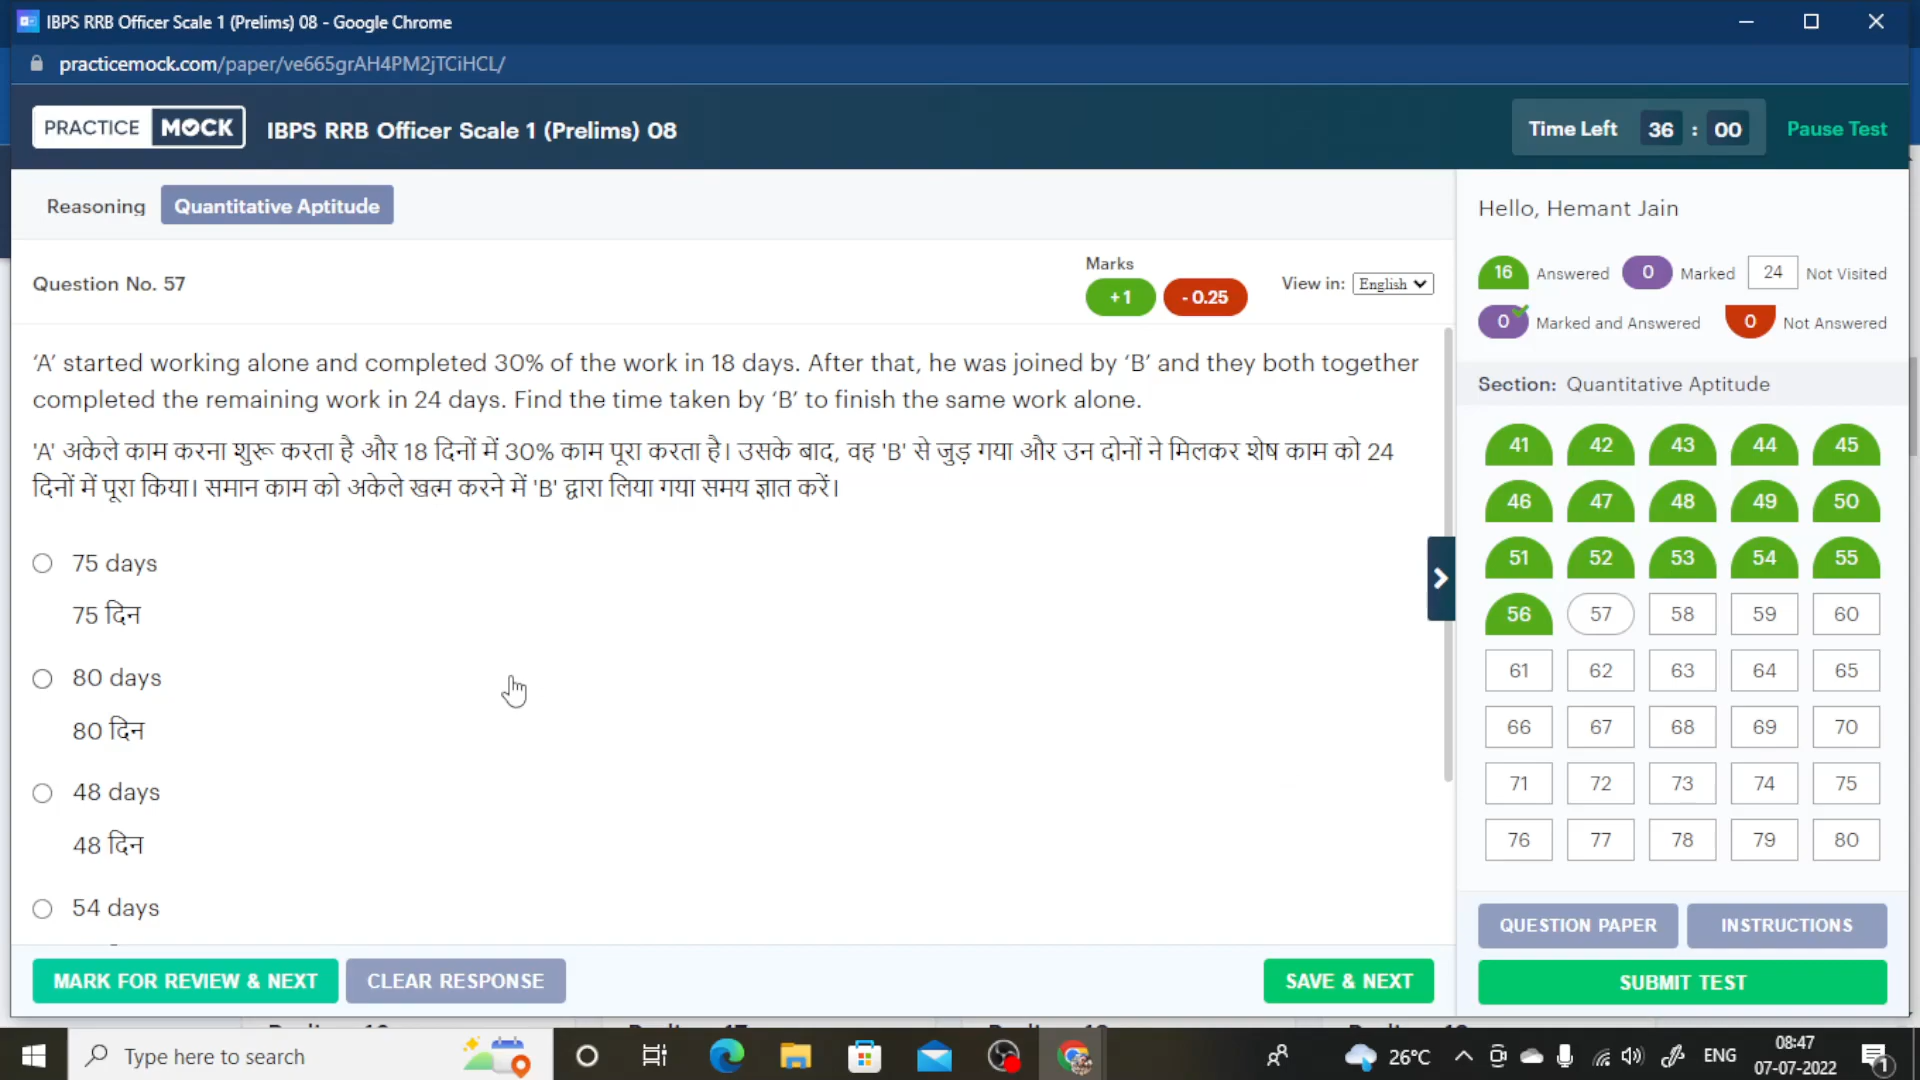 IBPS RRB Officer Scale 1 (Prelims) 08 - Google Chrome
practicemock.com/paper/ve665grAH4PM2jTCiHCL/
PRACTICE MOCK
IBPS RRB Officer Scale 1 (Prelims) 08
Time Left 36 : 00
Pause Test
Reasoning
Quantitative Aptitude
Hello, Hemant Jain
Question No. 57
Marks
+1
- 0.25
View in: English
16 Answered
0 Marked
24 Not Visited
0 Marked and Answered
0 Not Answered
Section: Quantitative Aptitude
‘A’ started working alone and completed 30% of the work in 18 days. After that, he was joined by ‘B’ and they both together
completed the remaining work in 24 days. Find the time taken by ‘B’ to finish the same work alone.
'A' अकेले काम करना शुरू करता है और 18 दिनों में 30% काम पूरा करता है। उसके बाद, वह 'B' से जुड़ गया और उन दोनों ने मिलकर शेष काम को 24
दिनों में पूरा किया। समान काम को अकेले खत्म करने में 'B' द्वारा लिया गया समय ज्ञात करें।
75 days
75 दिन
80 days
80 दिन
48 days
48 दिन
54 days
41 42 43 44 45
46 47 48 49 50
51 52 53 54 55
56 57 58 59 60
61 62 63 64 65
66 67 68 69 70
71 72 73 74 75
76 77 78 79 80
QUESTION PAPER
INSTRUCTIONS
MARK FOR REVIEW & NEXT
CLEAR RESPONSE
SAVE & NEXT
SUBMIT TEST
Type here to search
26°C
ENG
08:47
07-07-2022
1